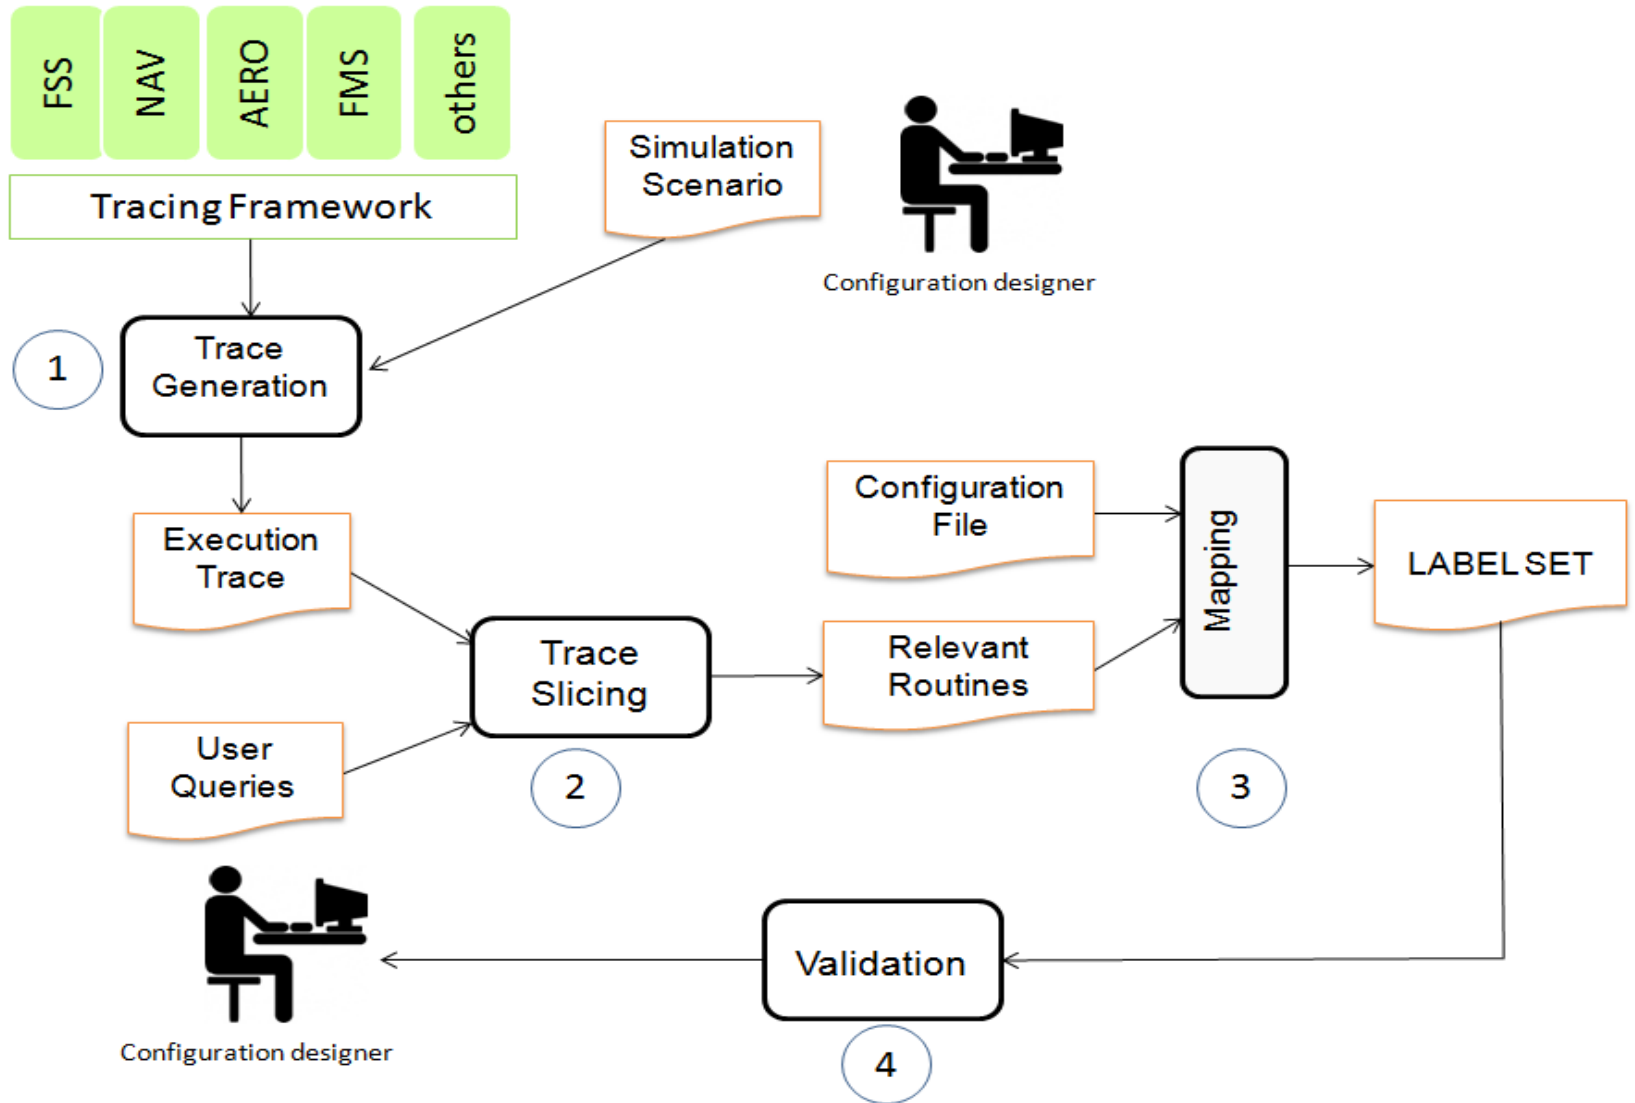 FSS
NAV
AERO
FMS
others
Tracing Framework
Simulation
Scenario
Configuration designer
1
Trace
Generation
Execution
Trace
User
Queries
Trace
Slicing
2
Configuration
File
Relevant
Routines
Mapping
3
LABEL SET
Validation
4
Configuration designer